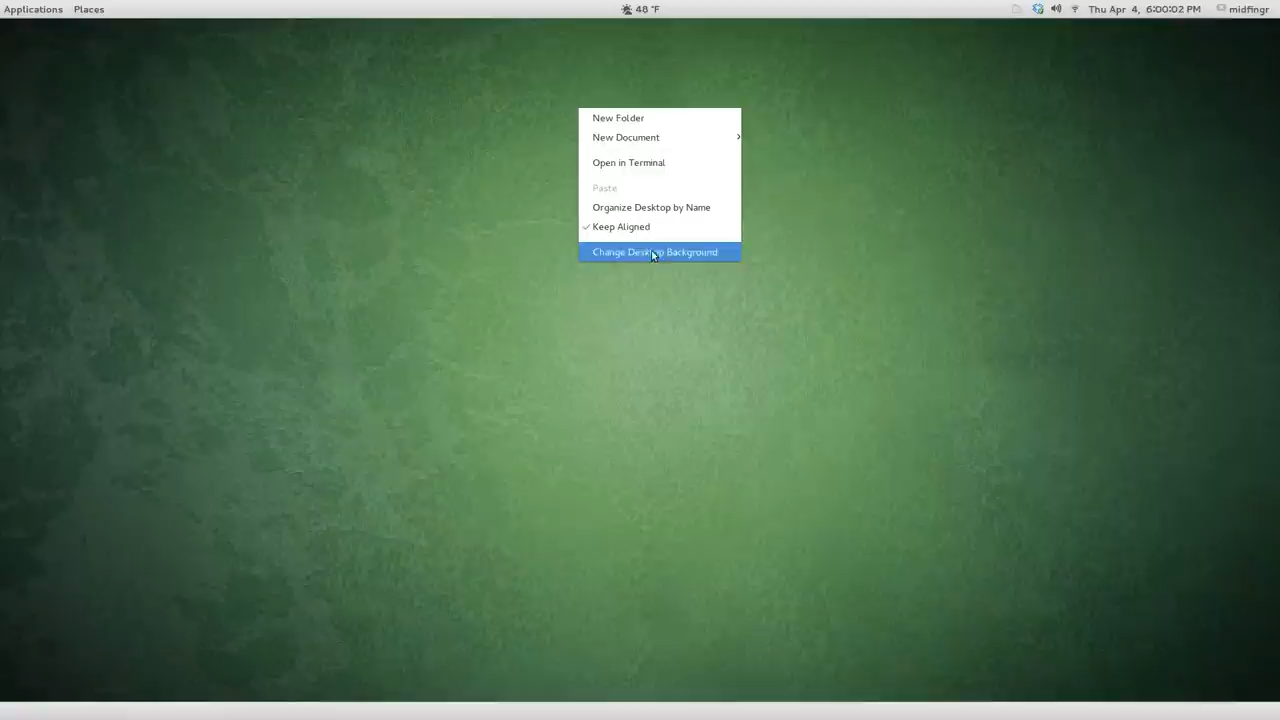 Applications Places 48 °F Thu Apr 4, 6:00:02 PM midfingr
New Folder
New Document
Open in Terminal
Paste
Organize Desktop by Name
Keep Aligned
Change Desktop Background